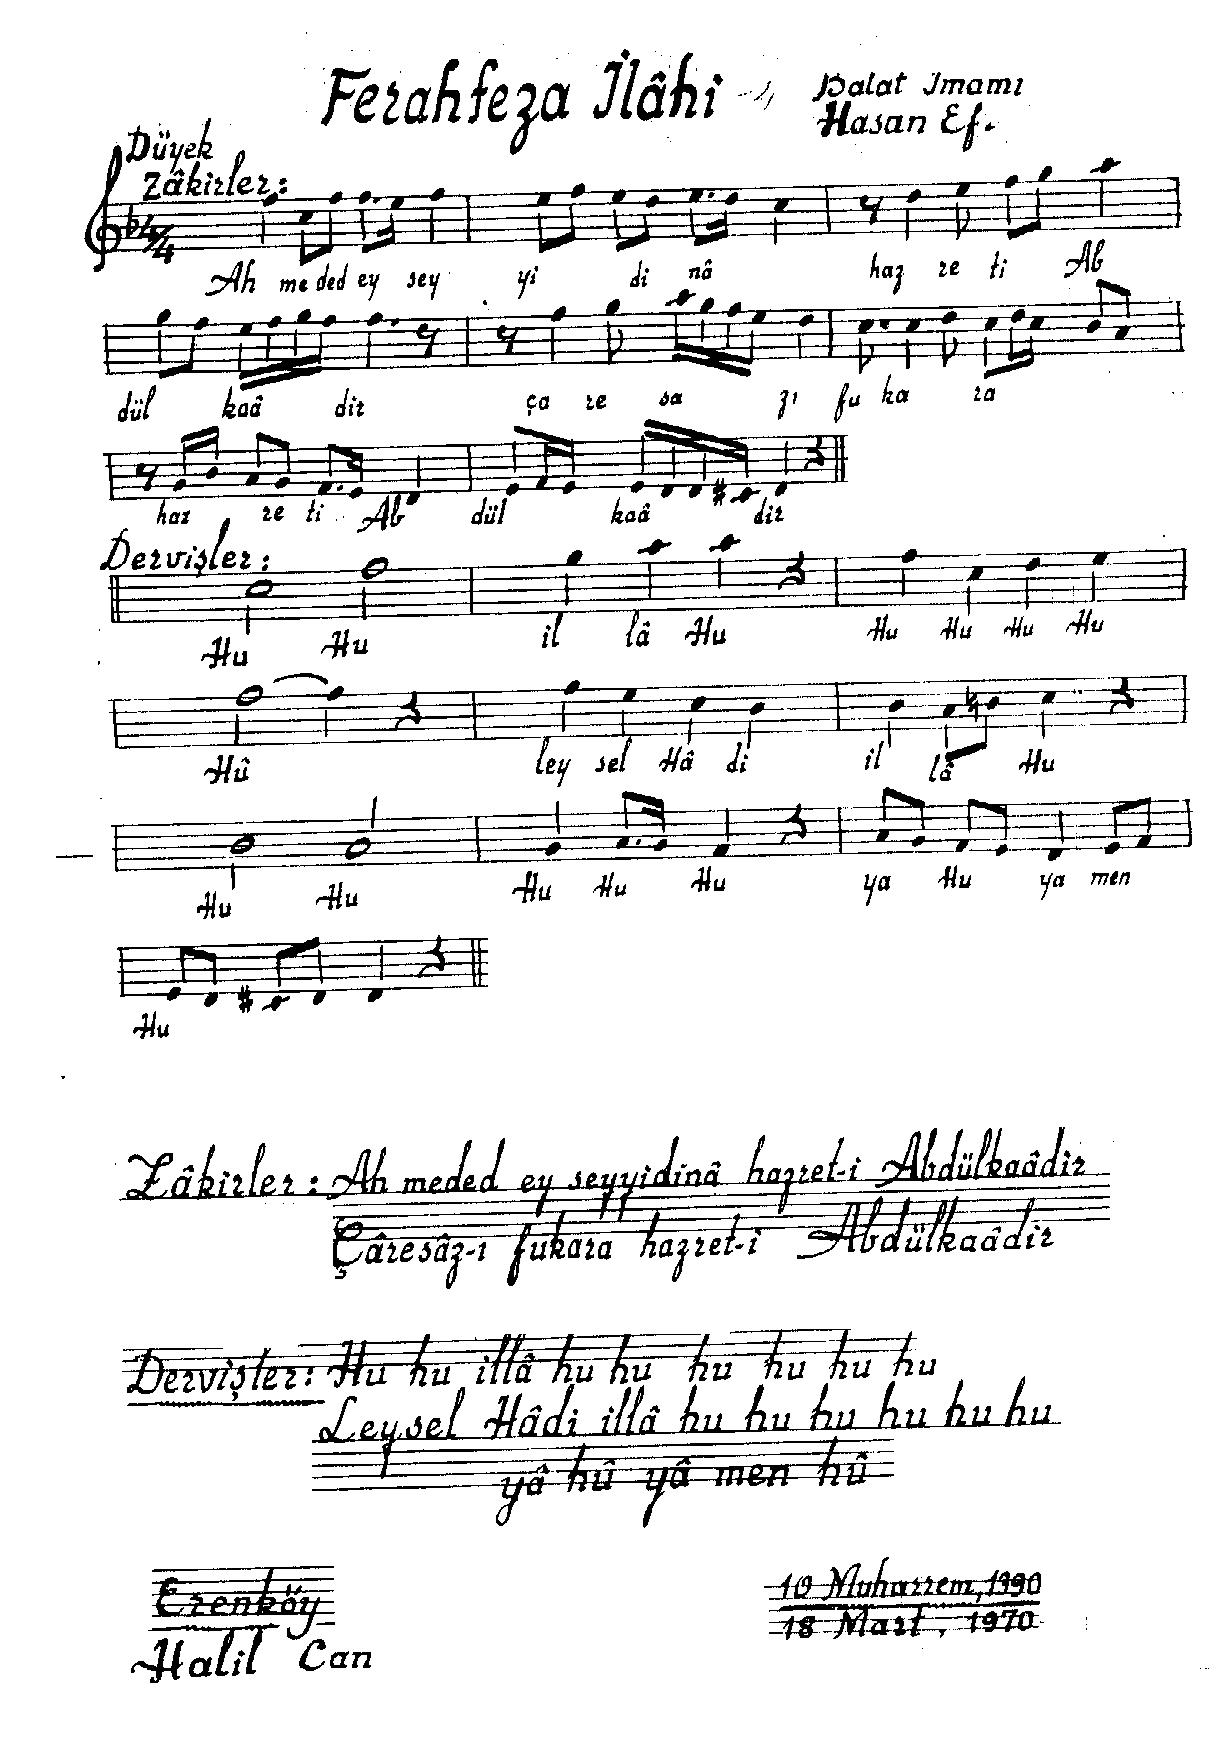 Ferahfeza İlâhi
Balat İmamı
Hasan Ef.
Düyek
Zâkirler:
4/4
Ah me ded ey sey yi di nâ haz re ti Ab
dül kaâ dir ça re sa zı fu ka ra
haz re ti Ab dül kaâ dir
Dervişler:
Hu Hu il lâ Hu Hu Hu Hu Hu
Hû ley sel Hâ di il lâ Hu
Hu Hu Hu Hu Hu ya Hu ya men
Hu
Zâkirler: Ah meded ey seyyidinâ hazret-i Abdülkaâdir
Çâresâz-ı fukara hazret-i Abdülkaâdir
Dervişler: Hu hu illâ hu hu hu hu hu hu
Leysel Hâdi illâ hu hu hu hu hu hu
yâ hû yâ men hû
Erenköy
Halil Can
10 Muharrem, 1390
18 Mart, 1970